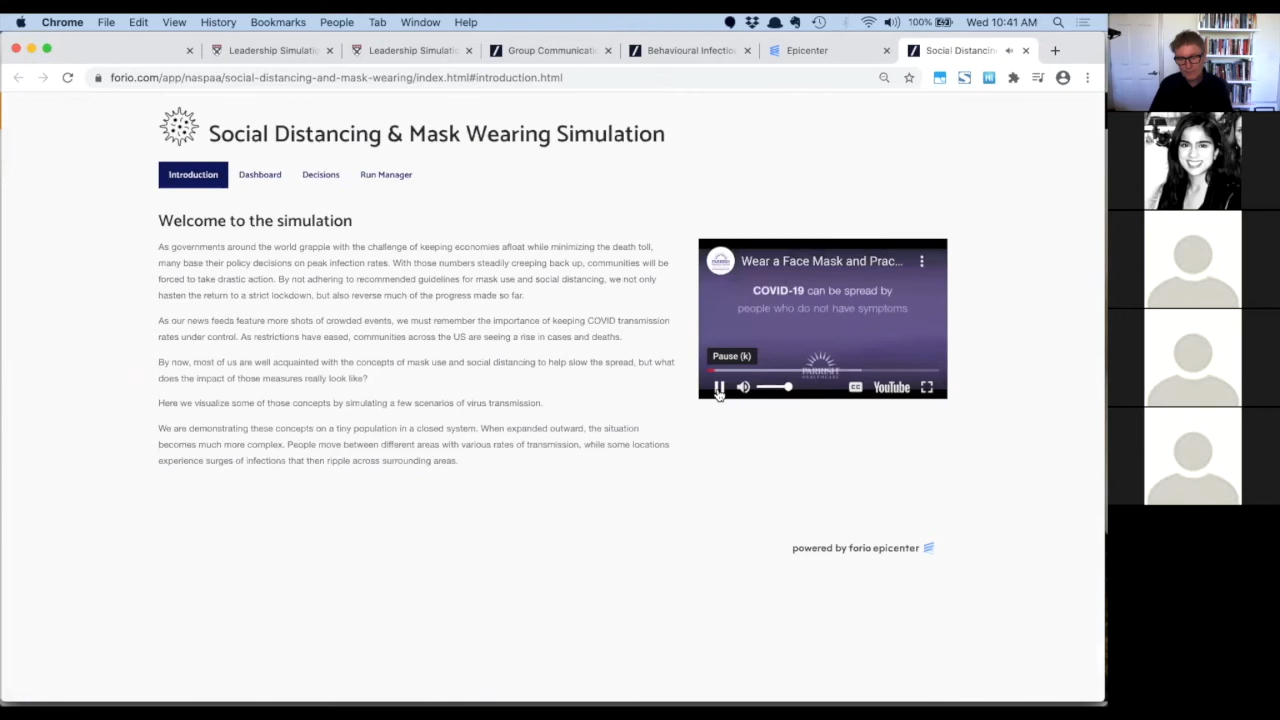 Chrome File Edit View History Bookmarks People Tab Window Help 100% Wed 10:41 AM
Leadership Simulatio Leadership Simulatio Group Communicati Behavioural Infectio Epicenter Social Distancin
forio.com/app/naspaa/social-distancing-and-mask-wearing/index.html#introduction.html
Social Distancing & Mask Wearing Simulation
Introduction Dashboard Decisions Run Manager
Welcome to the simulation
As governments around the world grapple with the challenge of keeping economies afloat while minimizing the death toll,
many base their policy decisions on peak infection rates. With those numbers steadily creeping back up, communities will be
forced to take drastic action. By not adhering to recommended guidelines for mask use and social distancing, we not only
hasten the return to a strict lockdown, but also reverse much of the progress made so far.
As our news feeds feature more shots of crowded events, we must remember the importance of keeping COVID transmission
rates under control. As restrictions have eased, communities across the US are seeing a rise in cases and deaths.
By now, most of us are well acquainted with the concepts of mask use and social distancing to help slow the spread, but what
does the impact of those measures really look like?
Here we visualize some of those concepts by simulating a few scenarios of virus transmission.
We are demonstrating these concepts on a tiny population in a closed system. When expanded outward, the situation
becomes much more complex. People move between different areas with various rates of transmission, while some locations
experience surges of infections that then ripple across surrounding areas.
Wear a Face Mask and Prac...
COVID-19 can be spread by
people who do not have symptoms
Pause (k)
PARRISH
HEALTHCARE
CC YouTube
powered by forio epicenter